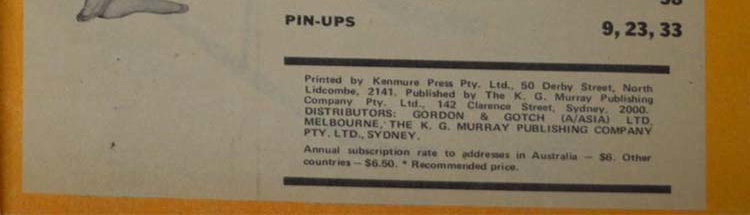 38
PIN-UPS 9, 23, 33
Printed by Kenmure Press Pty. Ltd., 50 Derby Street, North
Lidcombe, 2141. Published by The K. G. Murray Publishing
Company Pty. Ltd., 142 Clarence Street, Sydney, 2000.
DISTRIBUTORS: GORDON & GOTCH (A/ASIA) LTD,
MELBOURNE, THE K. G. MURRAY PUBLISHING COMPANY
PTY. LTD., SYDNEY.
Annual subscription rate to addresses in Australia — $6. Other
countries — $6.50. * Recommended price.